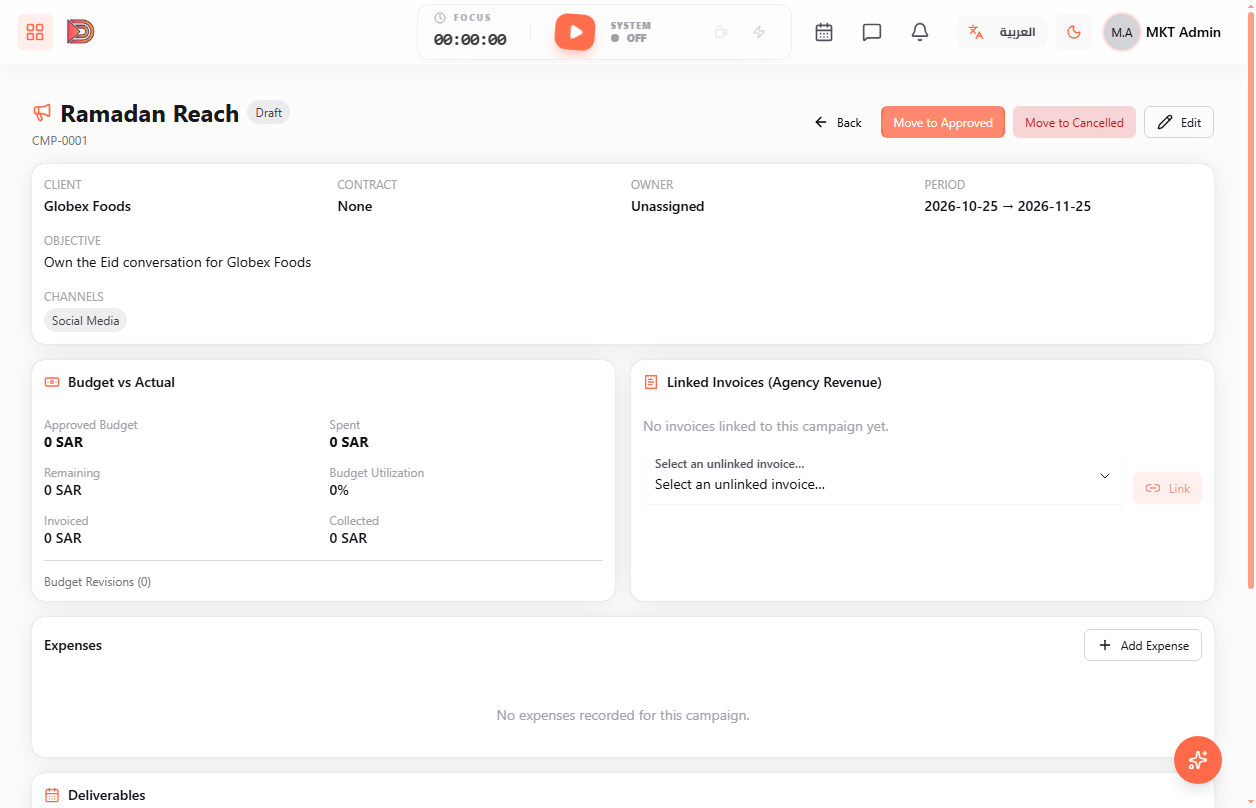 FOCUS
00:00:00
SYSTEM
OFF
العربية
M.A
MKT Admin
Ramadan Reach
Draft
CMP-0001
Back
Move to Approved
Move to Cancelled
Edit
CLIENT
Globex Foods
CONTRACT
None
OWNER
Unassigned
PERIOD
2026-10-25 → 2026-11-25
OBJECTIVE
Own the Eid conversation for Globex Foods
CHANNELS
Social Media
Budget vs Actual
Approved Budget
0 SAR
Spent
0 SAR
Remaining
0 SAR
Budget Utilization
0%
Invoiced
0 SAR
Collected
0 SAR
Budget Revisions (0)
Linked Invoices (Agency Revenue)
No invoices linked to this campaign yet.
Select an unlinked invoice...
Select an unlinked invoice...
Link
Expenses
Add Expense
No expenses recorded for this campaign.
Deliverables